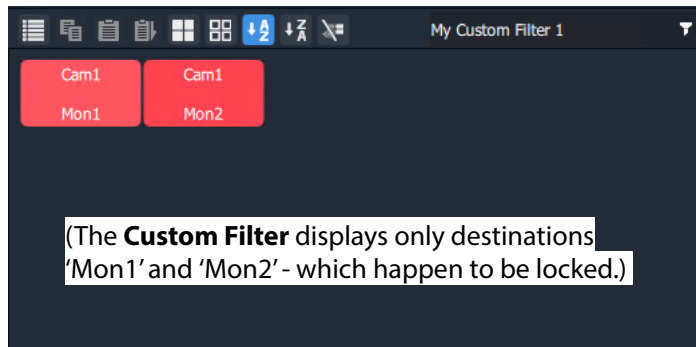 My Custom Filter 1
Cam1 Cam1
Mon1 Mon2
(The Custom Filter displays only destinations
‘Mon1’ and ‘Mon2’ - which happen to be locked.)